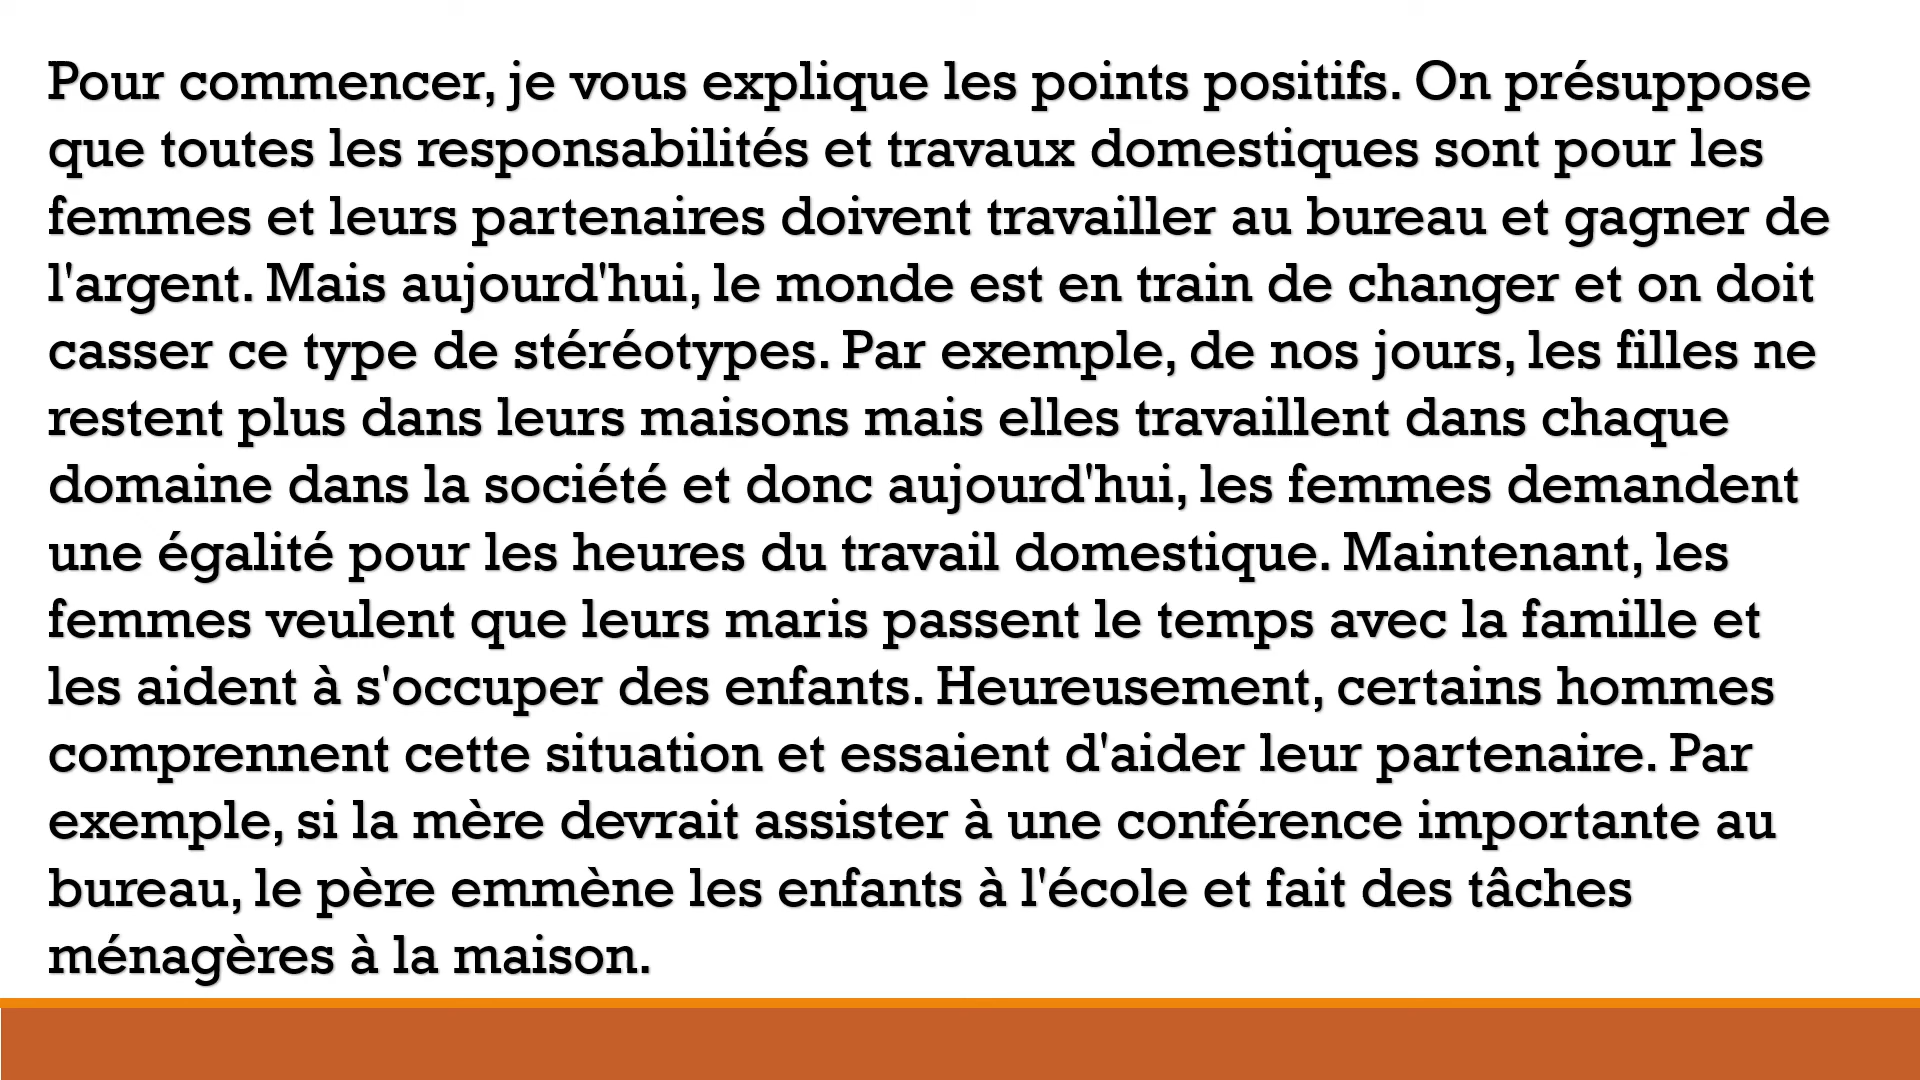 Pour commencer, je vous explique les points positifs. On présuppose
que toutes les responsabilités et travaux domestiques sont pour les
femmes et leurs partenaires doivent travailler au bureau et gagner de
l'argent. Mais aujourd'hui, le monde est en train de changer et on doit
casser ce type de stéréotypes. Par exemple, de nos jours, les filles ne
restent plus dans leurs maisons mais elles travaillent dans chaque
domaine dans la société et donc aujourd'hui, les femmes demandent
une égalité pour les heures du travail domestique. Maintenant, les
femmes veulent que leurs maris passent le temps avec la famille et
les aident à s'occuper des enfants. Heureusement, certains hommes
comprennent cette situation et essaient d'aider leur partenaire. Par
exemple, si la mère devrait assister à une conférence importante au
bureau, le père emmène les enfants à l'école et fait des tâches
ménagères à la maison.